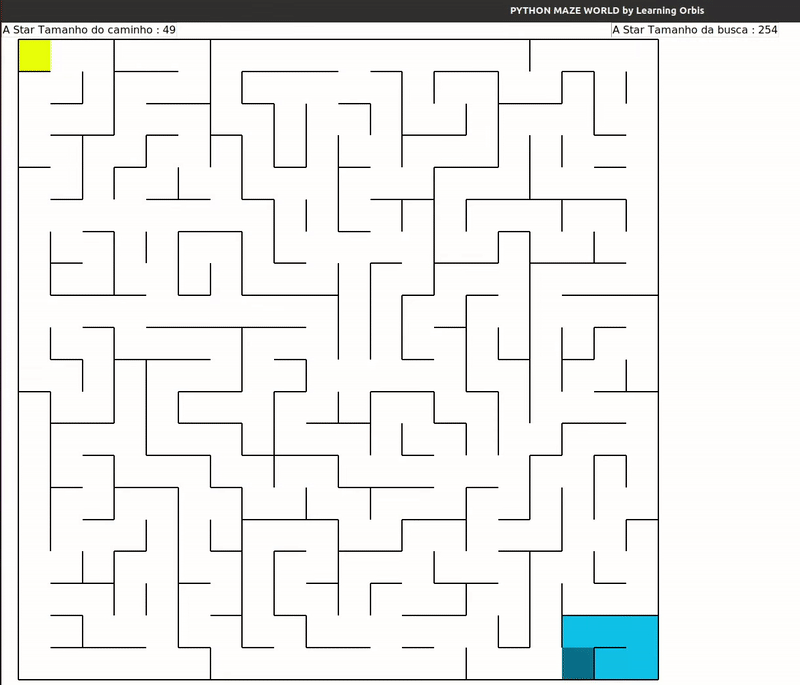 PYTHON MAZE WORLD by Learning Orbis
A Star Tamanho do caminho : 49
A Star Tamanho da busca : 254